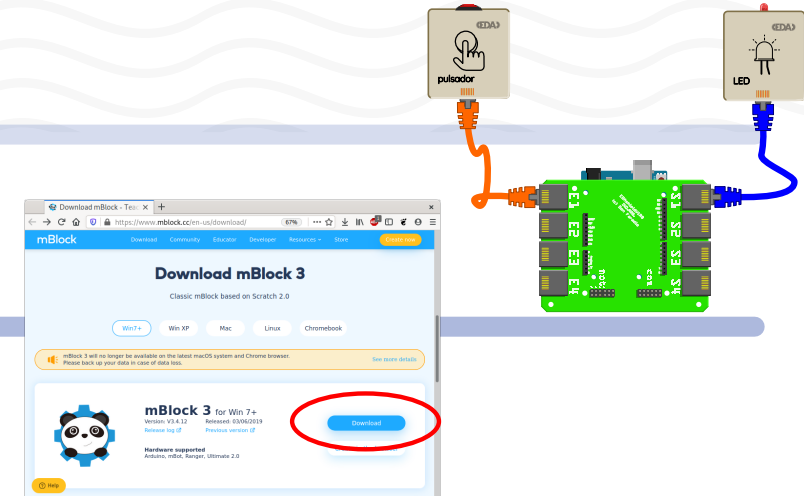 (EDA)
pulsador
(EDA)
LED
Download mBlock - Teac
https://www.mblock.cc/en-us/download/
67%
mBlock
Download
Community
Educator
Developer
Resources
Store
Create now
Download mBlock 3
Classic mBlock based on Scratch 2.0
Win7+
Win XP
Mac
Linux
Chromebook
mBlock 3 will no longer be available on the latest macOS system and Chrome browser.
Please back up your data in case of data loss.
See more details
mBlock 3 for Win 7+
Version: V3.4.12
Released: 03/06/2019
Release log
Previous version
Download
Hardware supported
Arduino, mBot, Ranger, Ultimate 2.0
Help
E1
E2
E3
E4
S1
S2
S3
S4